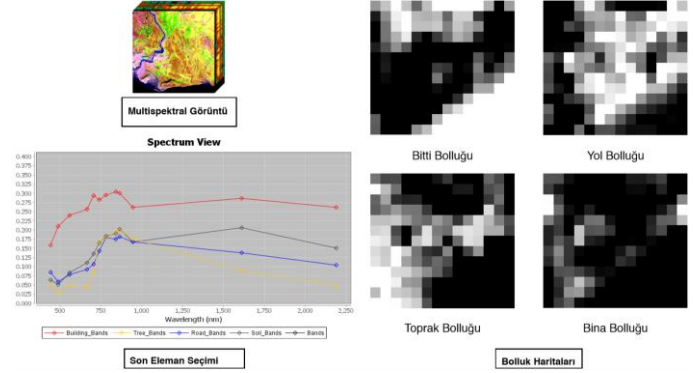 Multispektral Görüntü
Spectrum View
0.400
0.375
0.350
0.325
0.300
0.275
0.250
0.225
0.200
0.175
0.150
0.125
0.100
0.075
0.050
0.025
0.000
500 750 1,000 1,250 1,500 1,750 2,000 2,250
Wavelength (nm)
Building_Bands Tree_Bands Road_Bands Soil_Bands Bands
Son Eleman Seçimi
Bitti Bolluğu
Yol Bolluğu
Toprak Bolluğu
Bina Bolluğu
Bolluk Haritaları